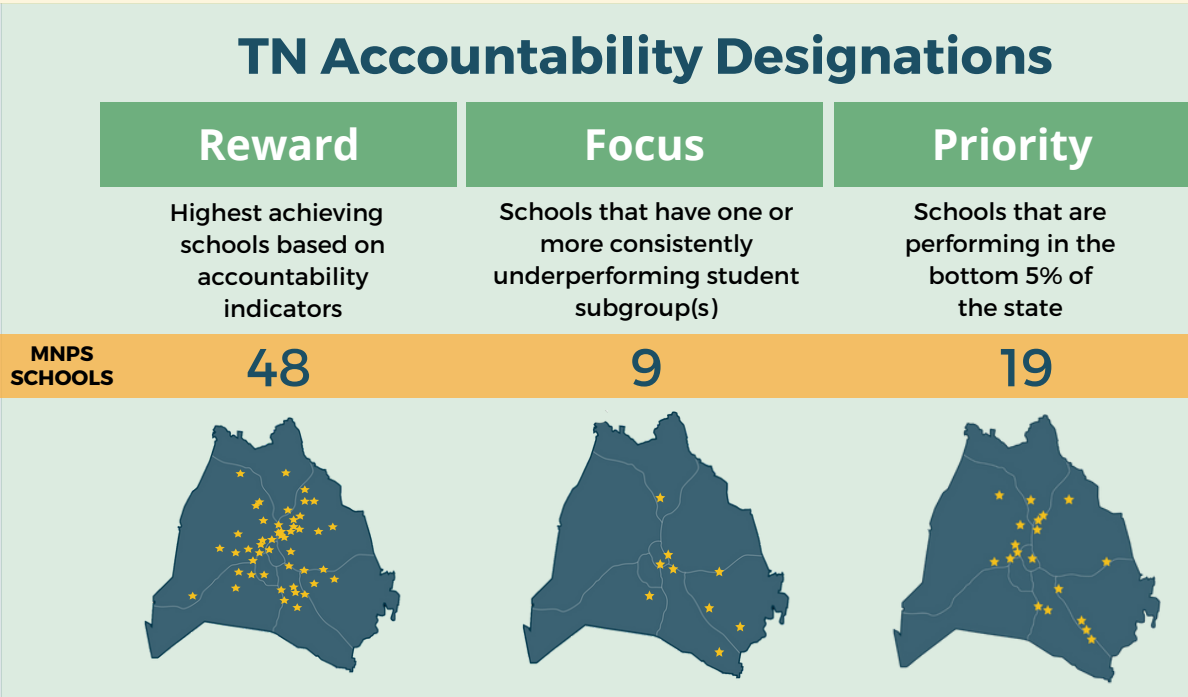 TN Accountability Designations
Reward
Focus
Priority
Highest achieving
schools based on
accountability
indicators
Schools that have one or
more consistently
underperforming student
subgroup(s)
Schools that are
performing in the
bottom 5% of
the state
MNPS
SCHOOLS
48
9
19